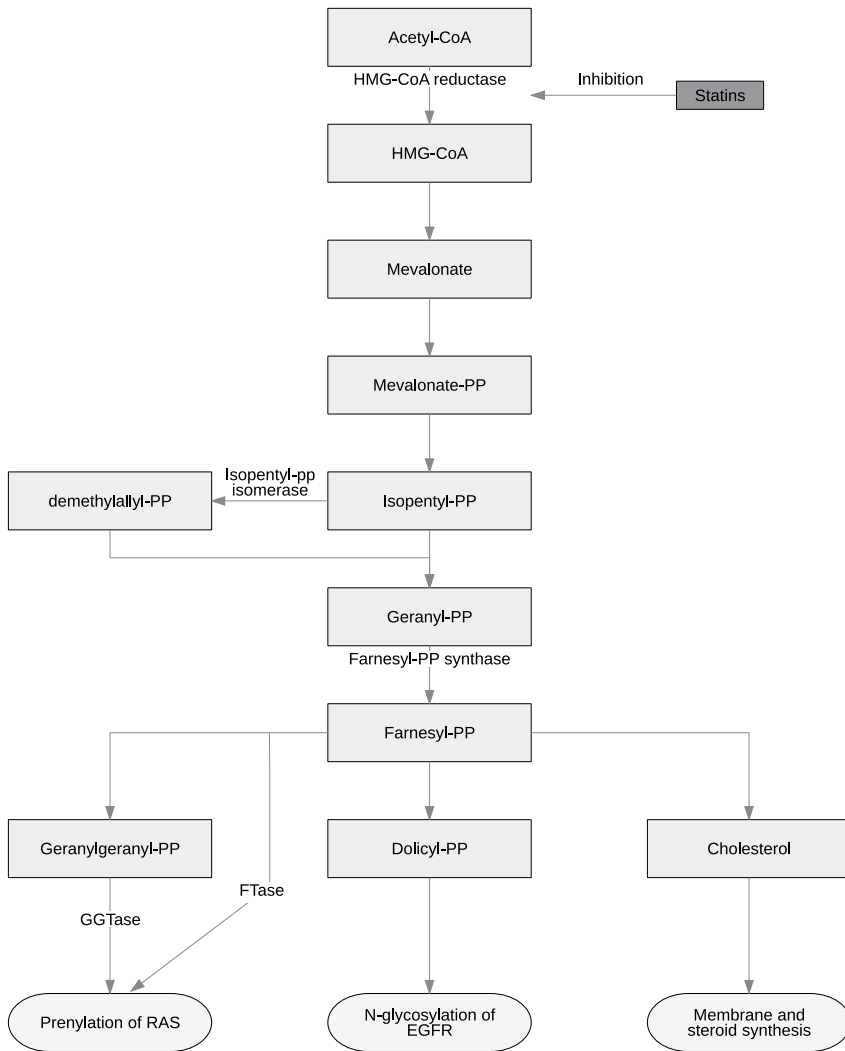 Acetyl-CoA
HMG-CoA reductase
Inhibition
Statins
HMG-CoA
Mevalonate
Mevalonate-PP
Isopentyl-pp
isomerase
demethylallyl-PP
Isopentyl-PP
Geranyl-PP
Farnesyl-PP synthase
Farnesyl-PP
Geranylgeranyl-PP
Dolicyl-PP
Cholesterol
FTase
GGTase
Prenylation of RAS
N-glycosylation of
EGFR
Membrane and
steroid synthesis